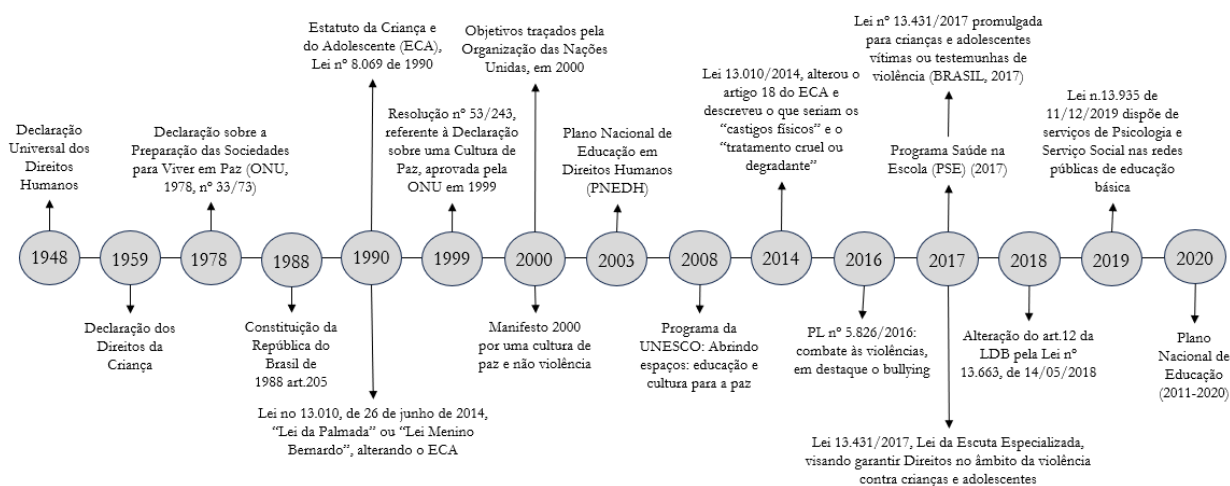 Declaração
Universal dos
Direitos
Humanos
Declaração sobre a
Preparação das Sociedades
para Viver em Paz (ONU,
1978, nº 33/73)
Estatuto da Criança e
do Adolescente (ECA),
Lei nº 8.069 de 1990
Resolução nº 53/243,
referente à Declaração
sobre uma Cultura de
Paz, aprovada pela
ONU em 1999
Objetivos traçados pela
Organização das Nações
Unidas, em 2000
Plano Nacional de
Educação em
Direitos Humanos
(PNEDH)
Lei 13.010/2014, alterou o
artigo 18 do ECA e
descreveu o que seriam os
“castigos físicos” e o
“tratamento cruel ou
degradante”
Lei nº 13.431/2017 promulgada
para crianças e adolescentes
vítimas ou testemunhas de
violência (BRASIL, 2017)
Programa Saúde na
Escola (PSE) (2017)
Lei n.13.935 de
11/12/2019 dispõe de
serviços de Psicologia e
Serviço Social nas redes
públicas de educação
básica
1948
1959
1978
1988
1990
1999
2000
2003
2008
2014
2016
2017
2018
2019
2020
Declaração dos
Direitos da
Criança
Constituição da
República do
Brasil de
1988 art.205
Lei no 13.010, de 26 de junho de 2014,
“Lei da Palmada” ou “Lei Menino
Bernardo”, alterando o ECA
Manifesto 2000
por uma cultura de
paz e não violência
Programa da
UNESCO: Abrindo
espaços: educação e
cultura para a paz
PL nº 5.826/2016:
combate às violências,
em destaque o bullying
Lei 13.431/2017, Lei da Escuta Especializada,
visando garantir Direitos no âmbito da violência
contra crianças e adolescentes
Alteração do art.12 da
LDB pela Lei nº
13.663, de 14/05/2018
Plano
Nacional de
Educação
(2011-2020)